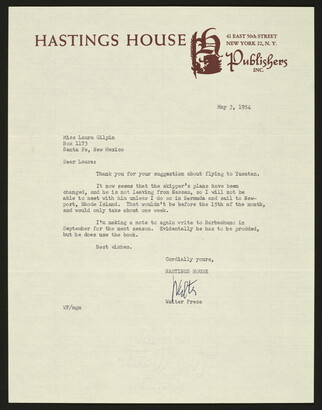 HASTINGS HOUSE
41 EAST 50th STREET
NEW YORK 22, N. Y.
Publishers
INC.
May 3, 1954
Miss Laura Gilpin
Box 1173
Santa Fe, New Mexico
Dear Laura:
Thank you for your suggestion about flying to Yucatan.
It now seems that the skipper's plans have been
changed, and he is not leaving from Nassau, so I will not be
able to meet with him unless I do so in Bermuda and sail to New-
port, Rhode Island. That wouldn't be before the 15th of the month,
and would only take about one week.
I'm making a note to again write to Barbachano in
September for the next season. Evidently he has to be prodded,
but he does use the book.
Best wishes.
Cordially yours,
HASTINGS HOUSE
Walter
Walter Frese
WF/mgm